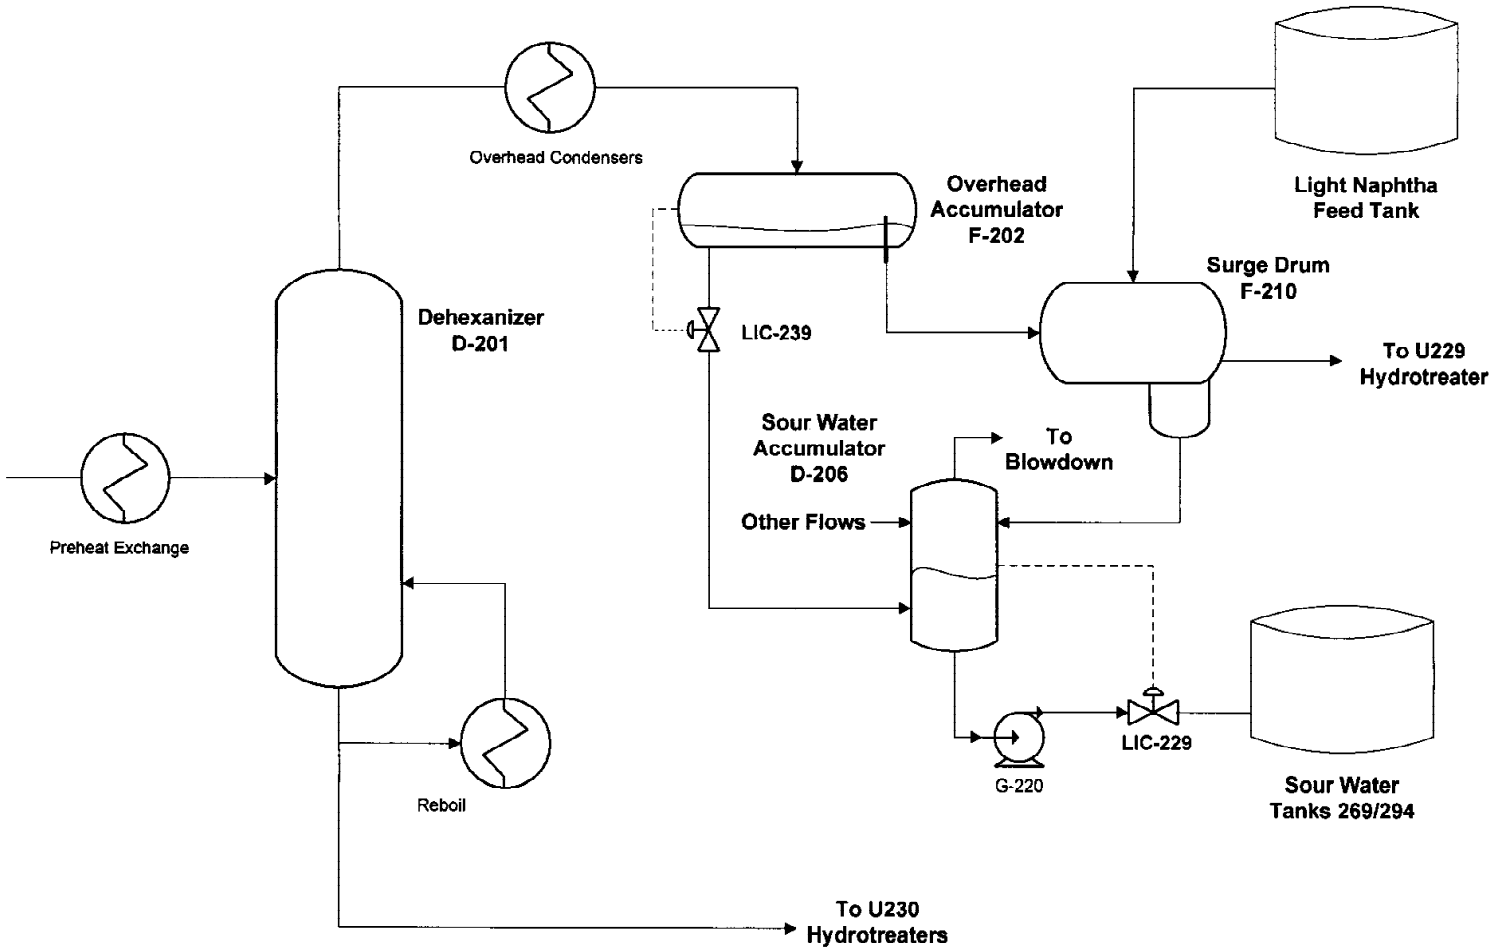 Overhead Condensers
Light Naphtha
Feed Tank
Overhead
Accumulator
F-202
Surge Drum
F-210
Dehexanizer
D-201
LIC-239
To U229
Hydrotreater
Sour Water
Accumulator
D-206
To
Blowdown
Other Flows
Preheat Exchange
LIC-229
G-220
Sour Water
Tanks 269/294
Reboil
To U230
Hydrotreaters